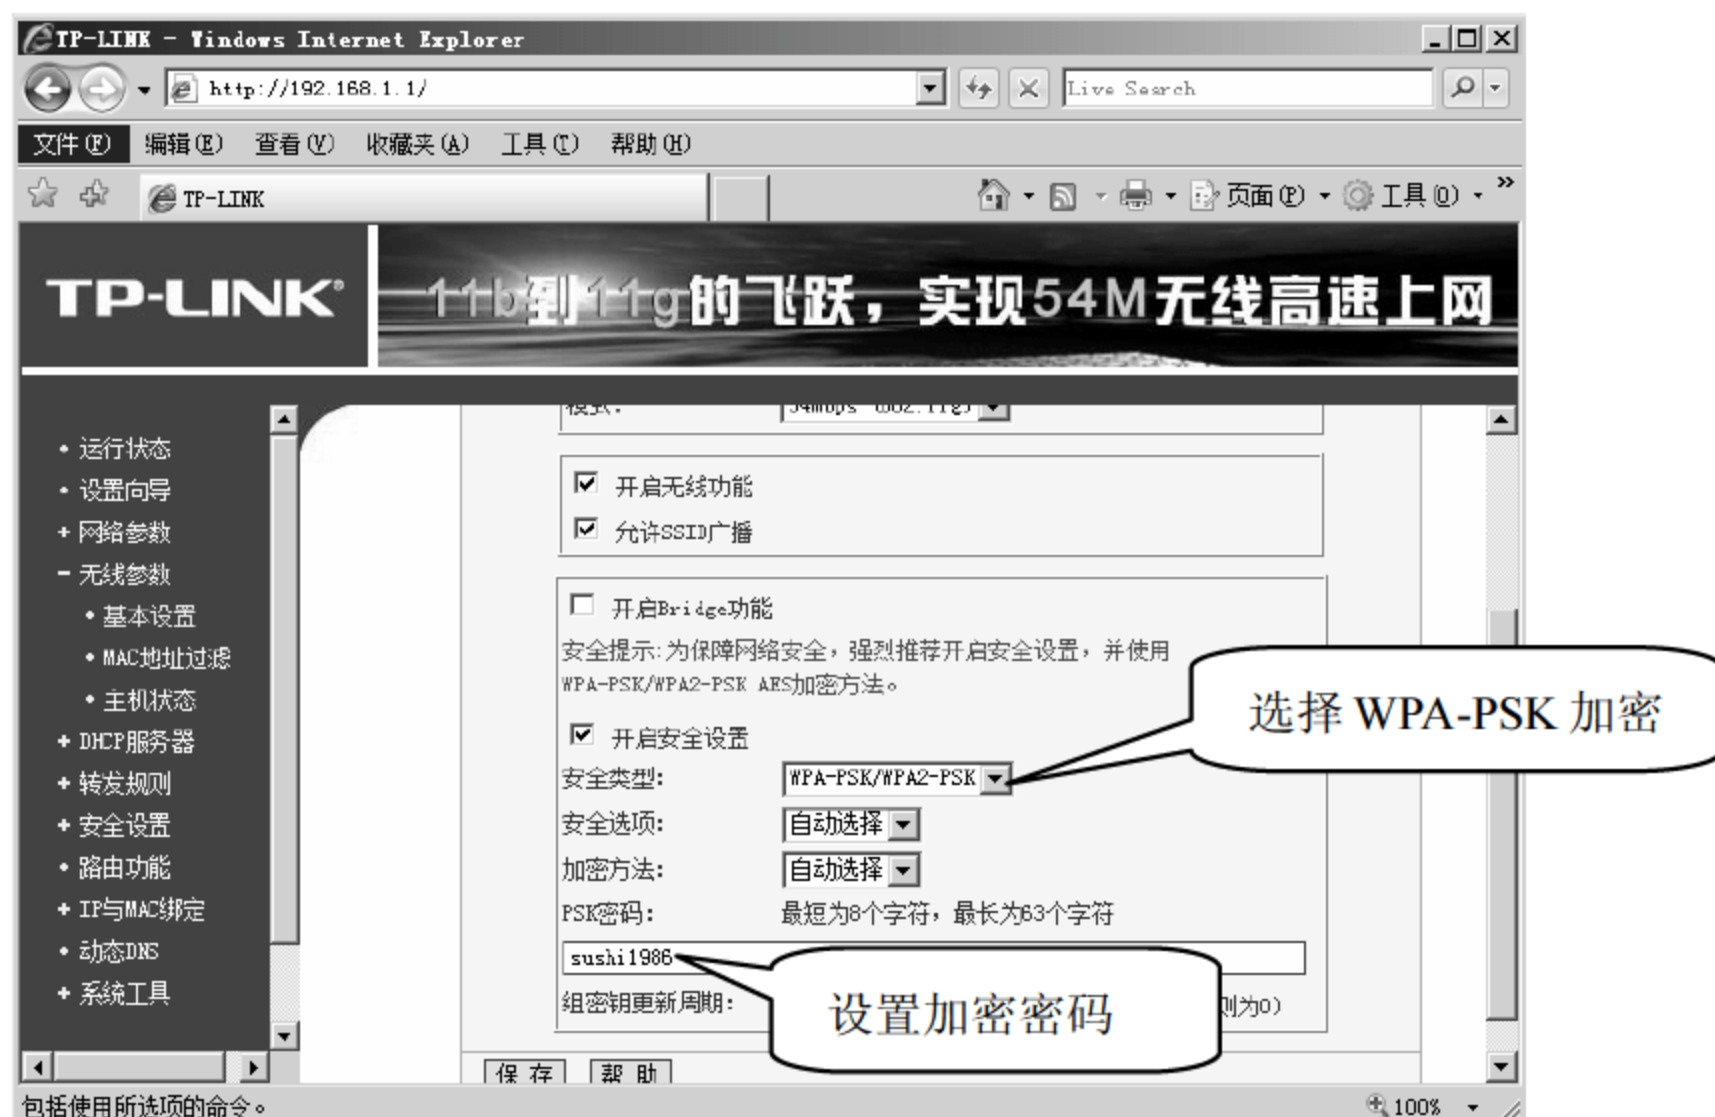 TP-LINK - Windows Internet Explorer
http://192.168.1.1/
Live Search
文件(F) 编辑(E) 查看(V) 收藏夹(A) 工具(T) 帮助(H)
TP-LINK
页面(P) 工具(O) »
TP-LINK®
11b到11g的飞跃，实现54M无线高速上网
模式： 54Mbps (802.11g)
• 运行状态
• 设置向导
+ 网络参数
- 无线参数
• 基本设置
• MAC地址过滤
• 主机状态
+ DHCP服务器
+ 转发规则
+ 安全设置
• 路由功能
+ IP与MAC绑定
• 动态DNS
+ 系统工具
开启无线功能
允许SSID广播
开启Bridge功能
安全提示:为保障网络安全，强烈推荐开启安全设置，并使用
WPA-PSK/WPA2-PSK AES加密方法。
开启安全设置
安全类型： WPA-PSK/WPA2-PSK
选择 WPA-PSK 加密
安全选项： 自动选择
加密方法： 自动选择
PSK密码： 最短为8个字符，最长为63个字符
sushi1986
设置加密密码
组密钥更新周期： 则为0)
保 存 帮 助
包括使用所选项的命令。
100%